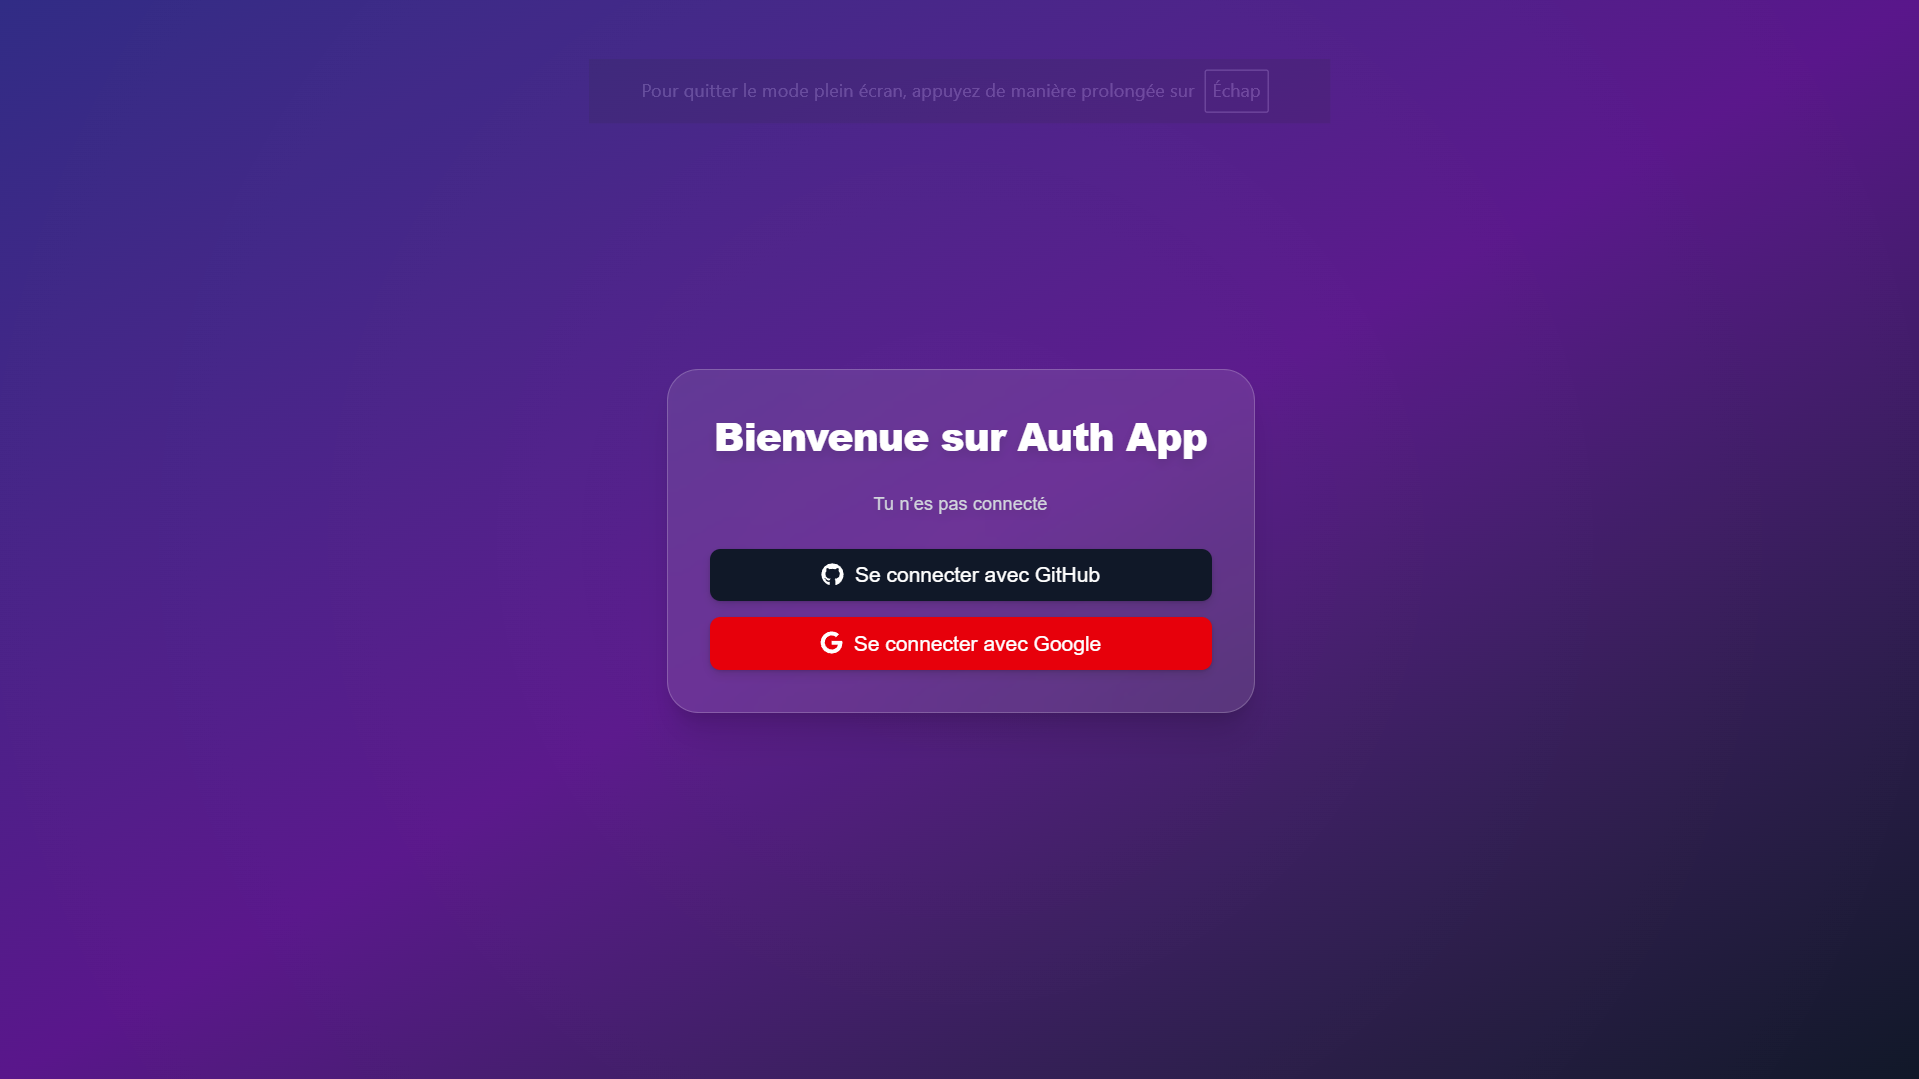 Pour quitter le mode plein écran, appuyez de manière prolongée sur Échap
Bienvenue sur Auth App
Tu n'es pas connecté
Se connecter avec GitHub
Se connecter avec Google